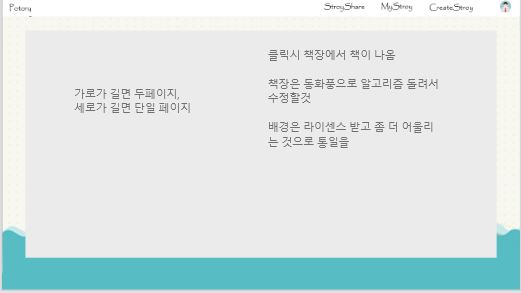 Potory
StroyShare
MyStroy
CreateStroy
가로가 길면 두페이지,
세로가 길면 단일 페이지
클릭시 책장에서 책이 나옴
책장은 동화풍으로 알고리즘 돌려서
수정할것
배경은 라이센스 받고 좀 더 어울리
는 것으로 통일을